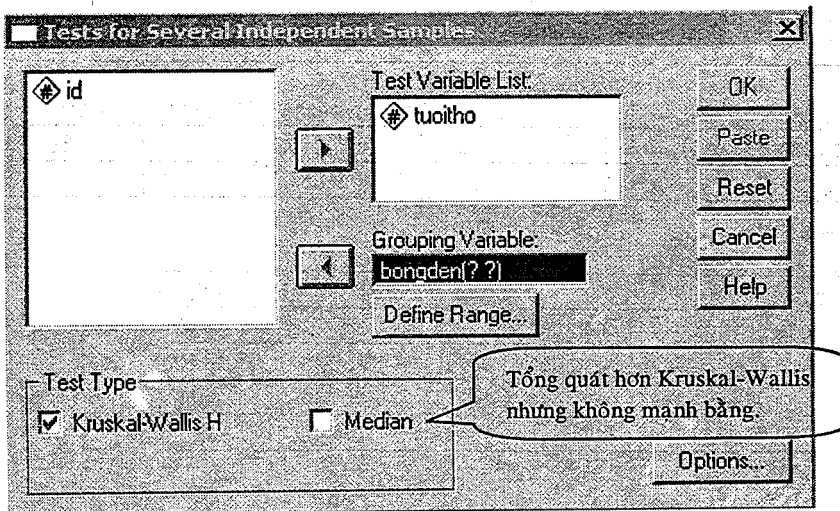 Tests for Several Independent Samples
id
Test Variable List:
tuoitho
OK
Paste
Reset
Cancel
Help
Grouping Variable:
bongden(? ?)
Define Range...
Test Type
Kruskal-Wallis H
Median
Tổng quát hơn Kruskal-Wallis
nhưng không mạnh bằng.
Options...